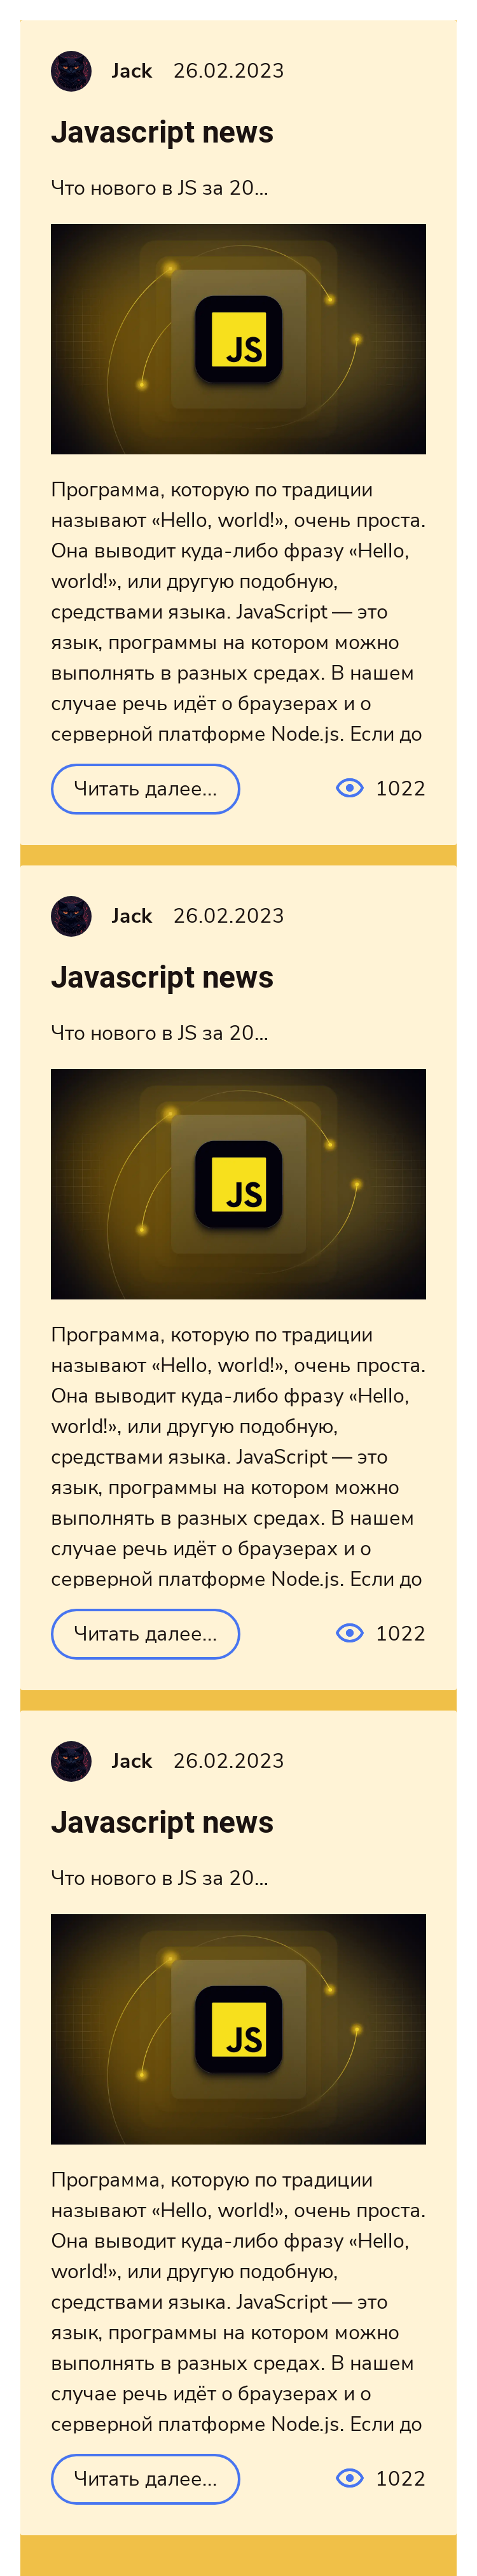 Jack 26.02.2023
Javascript news
Что нового в JS за 20...
JS
Программа, которую по традиции
называют «Hello, world!», очень проста.
Она выводит куда-либо фразу «Hello,
world!», или другую подобную,
средствами языка. JavaScript — это
язык, программы на котором можно
выполнять в разных средах. В нашем
случае речь идёт о браузерах и о
серверной платформе Node.js. Если до
Читать далее... 1022
Jack 26.02.2023
Javascript news
Что нового в JS за 20...
JS
Программа, которую по традиции
называют «Hello, world!», очень проста.
Она выводит куда-либо фразу «Hello,
world!», или другую подобную,
средствами языка. JavaScript — это
язык, программы на котором можно
выполнять в разных средах. В нашем
случае речь идёт о браузерах и о
серверной платформе Node.js. Если до
Читать далее... 1022
Jack 26.02.2023
Javascript news
Что нового в JS за 20...
JS
Программа, которую по традиции
называют «Hello, world!», очень проста.
Она выводит куда-либо фразу «Hello,
world!», или другую подобную,
средствами языка. JavaScript — это
язык, программы на котором можно
выполнять в разных средах. В нашем
случае речь идёт о браузерах и о
серверной платформе Node.js. Если до
Читать далее... 1022